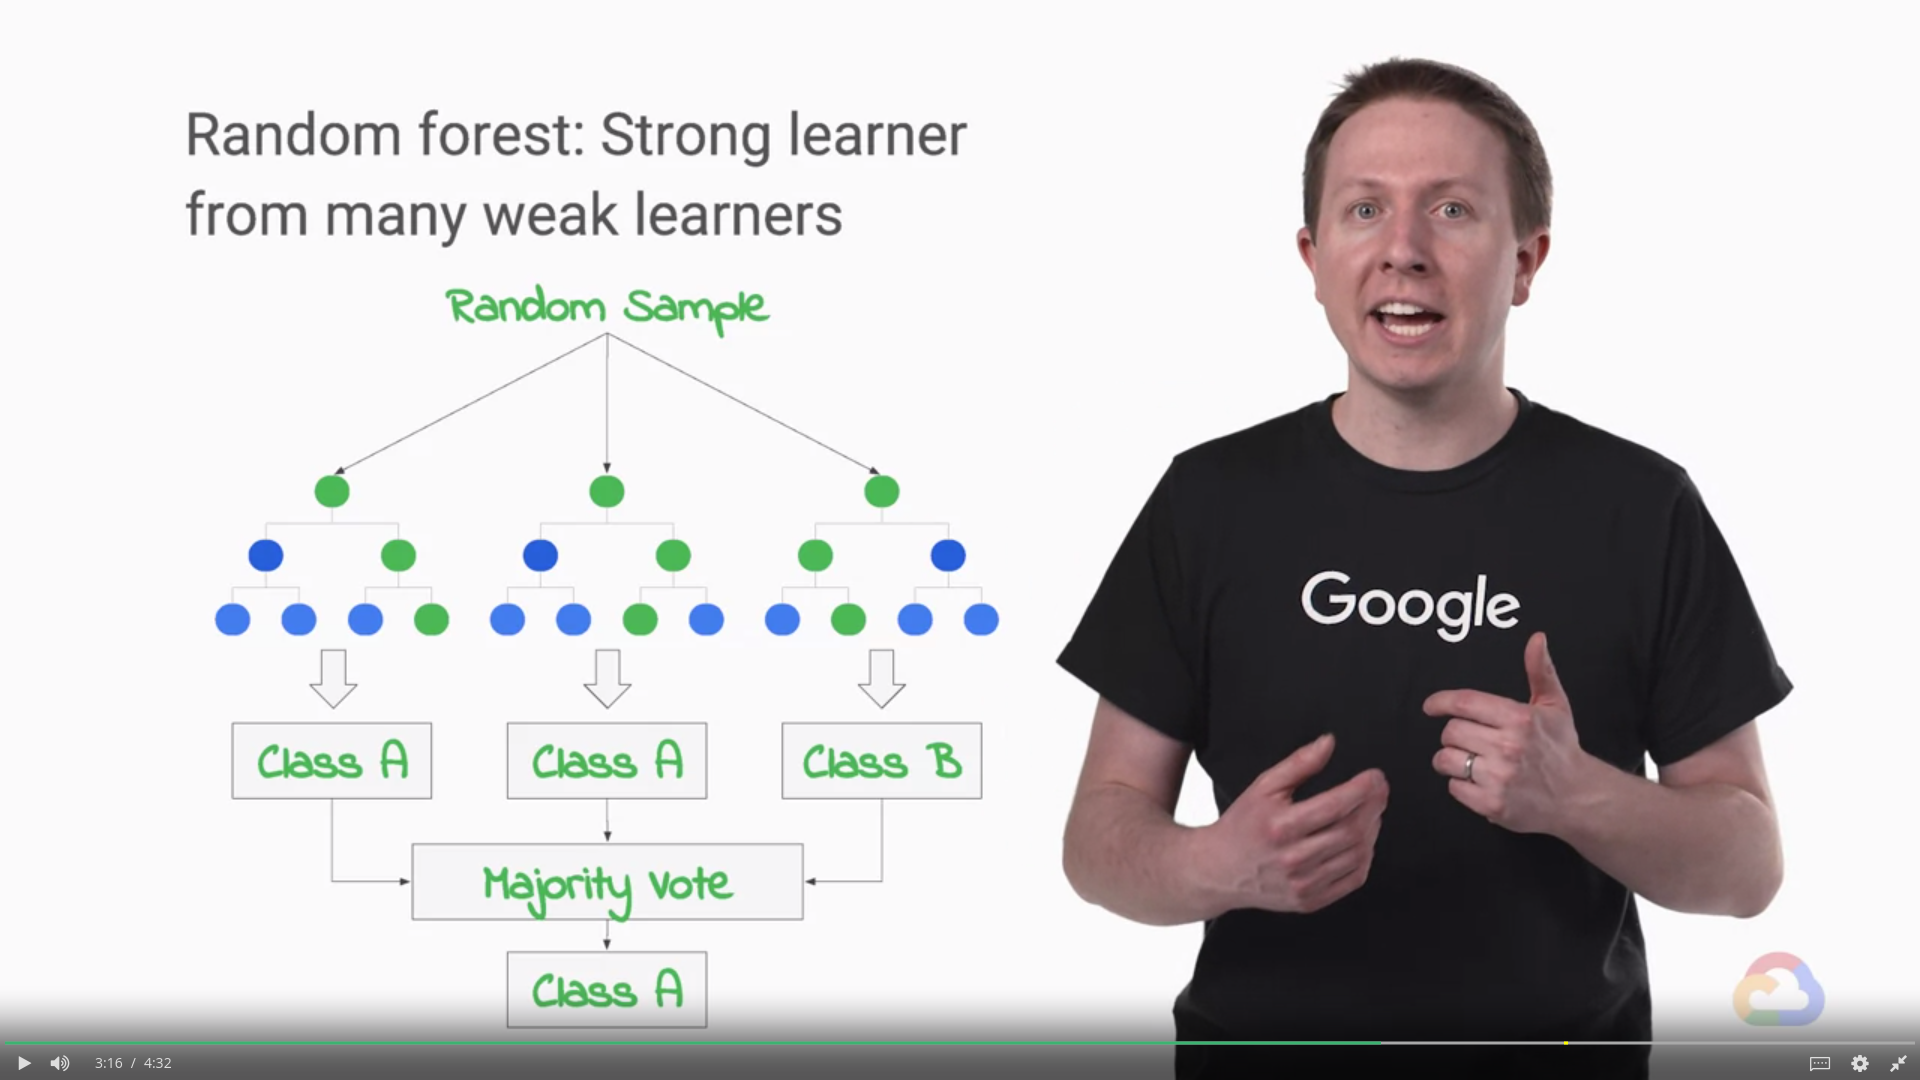 Random forest: Strong learner
from many weak learners
Random Sample
Class A
Class A
Class B
Majority Vote
Class A
Google
3:16 / 4:32